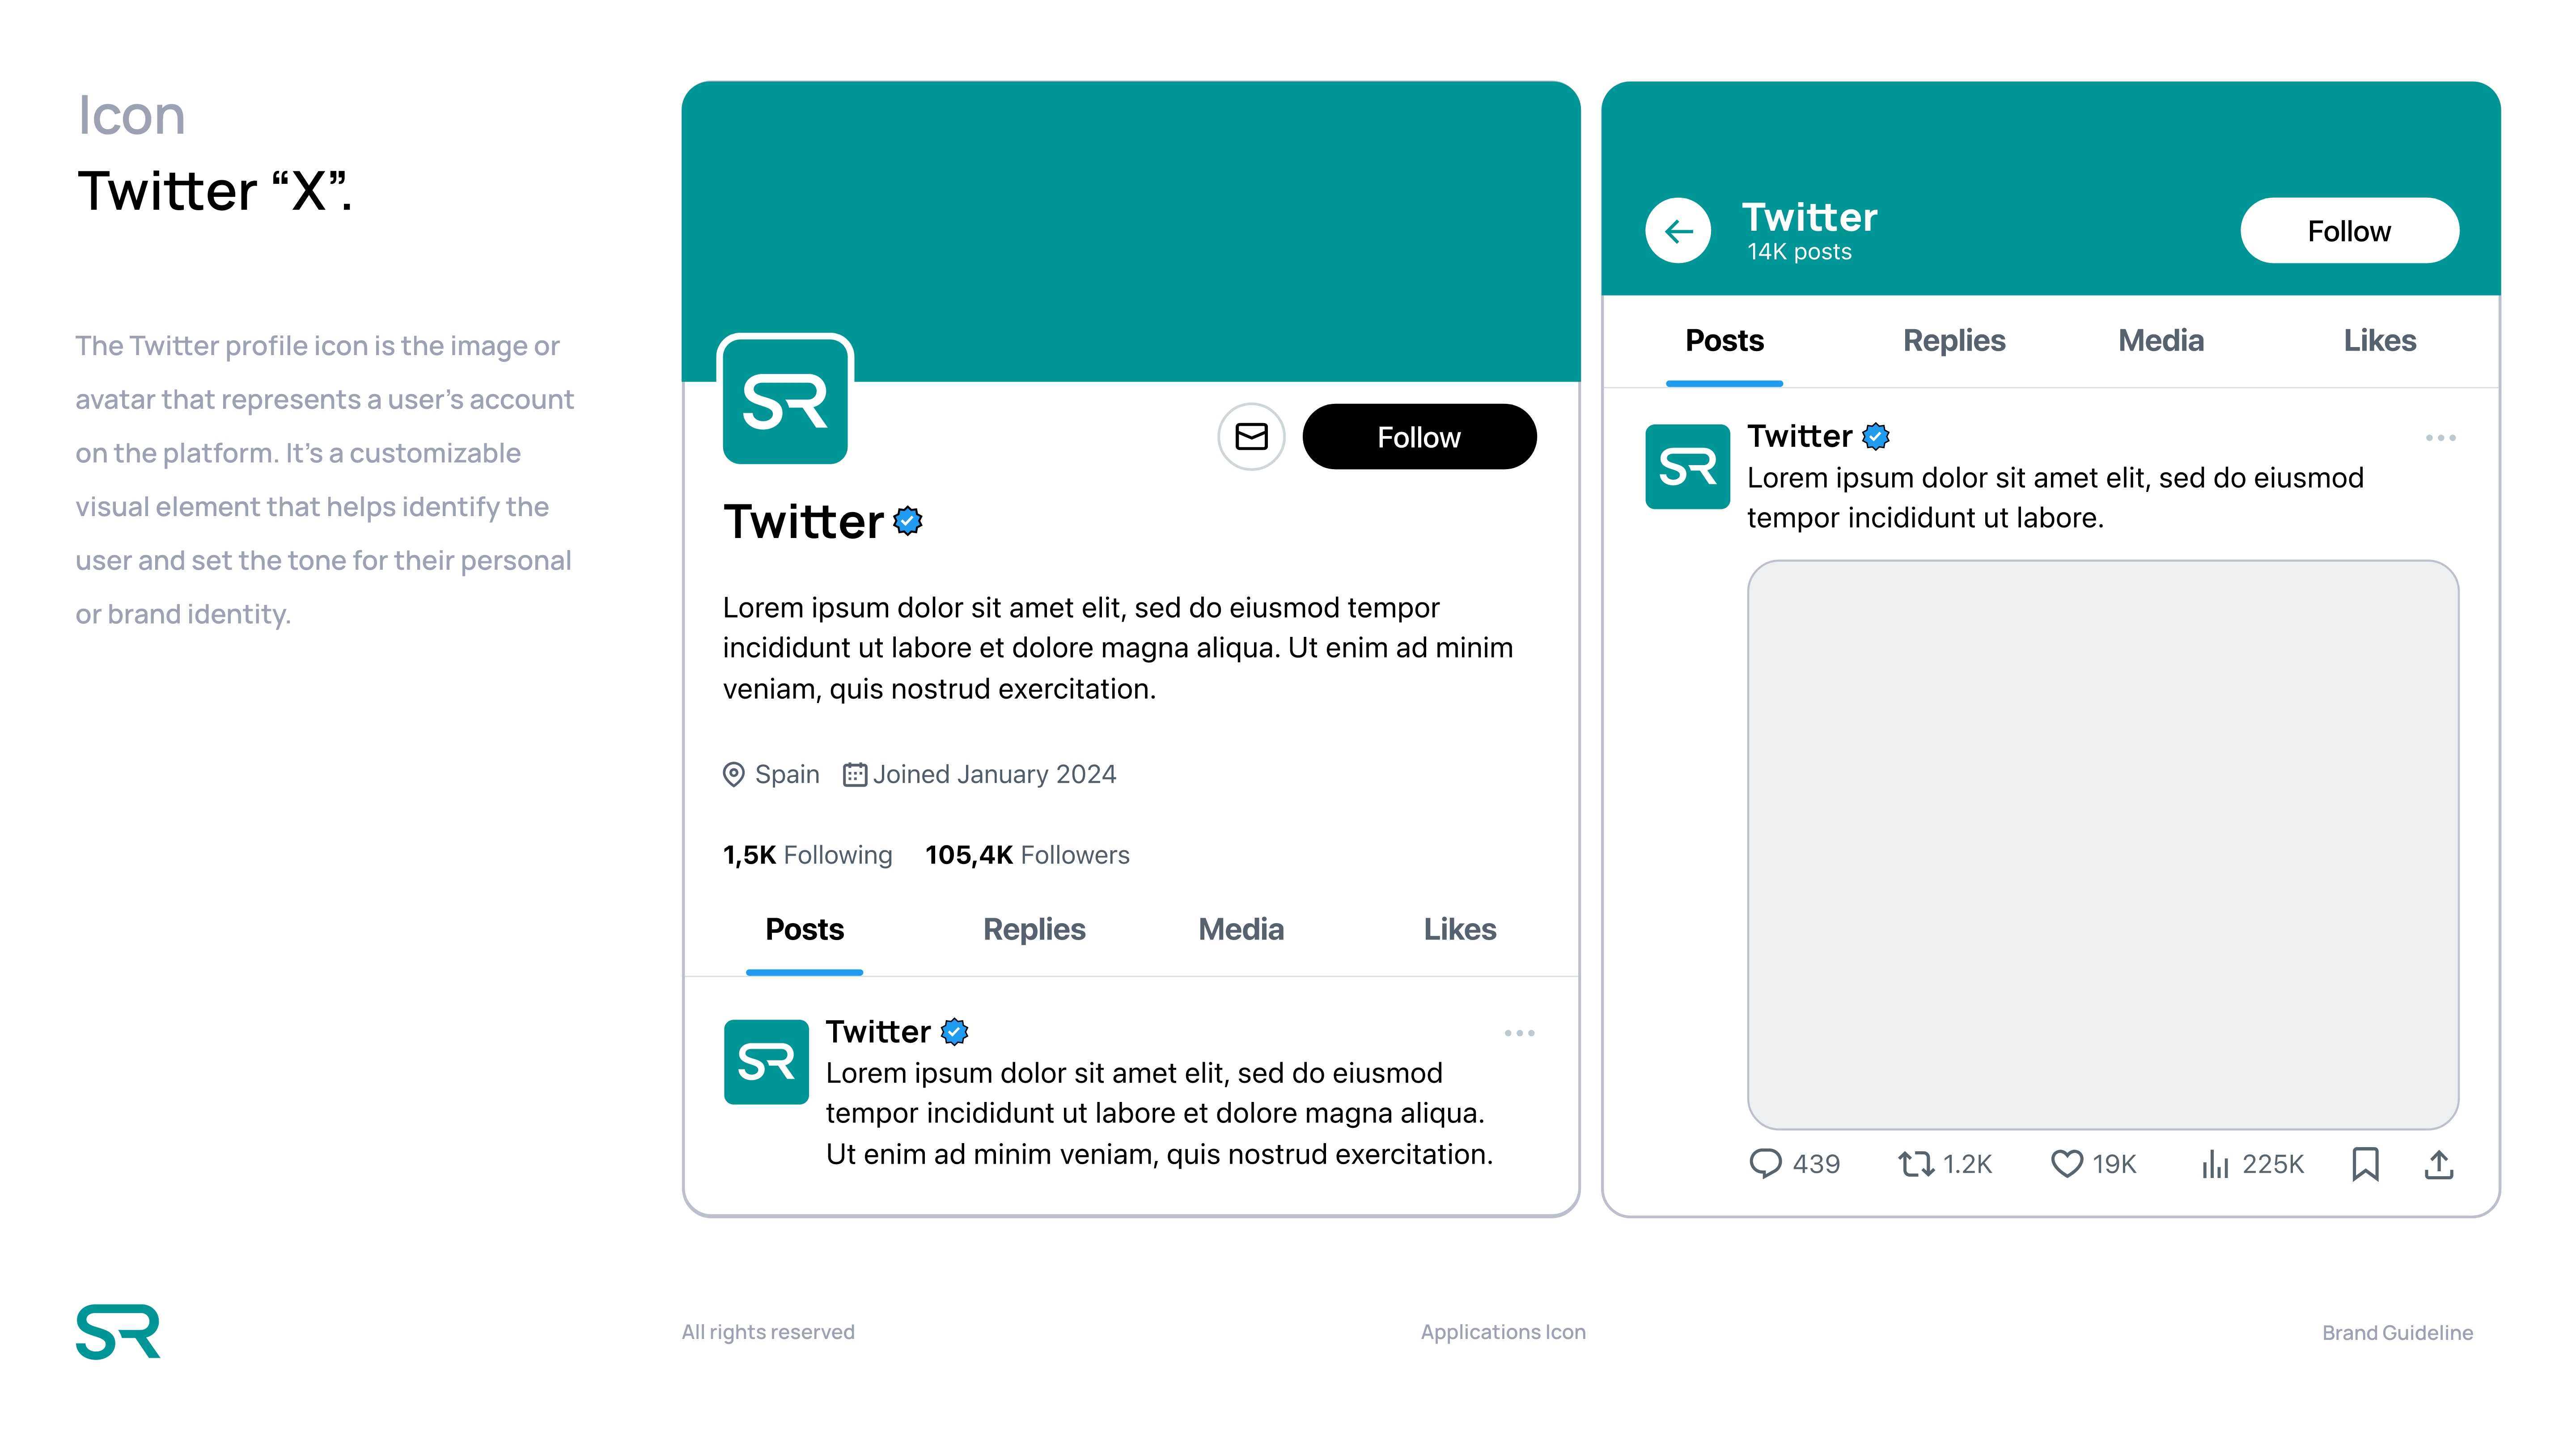 Icon
Twitter “X”.
The Twitter profile icon is the image or
avatar that represents a user’s account
on the platform. It’s a customizable
visual element that helps identify the
user and set the tone for their personal
or brand identity.
SR
Follow
Twitter
Lorem ipsum dolor sit amet elit, sed do eiusmod tempor
incididunt ut labore et dolore magna aliqua. Ut enim ad minim
veniam, quis nostrud exercitation.
Spain Joined January 2024
1,5K Following 105,4K Followers
Posts Replies Media Likes
SR
Twitter
Lorem ipsum dolor sit amet elit, sed do eiusmod
tempor incididunt ut labore et dolore magna aliqua.
Ut enim ad minim veniam, quis nostrud exercitation.
Twitter
14K posts
Follow
Posts Replies Media Likes
SR
Twitter
Lorem ipsum dolor sit amet elit, sed do eiusmod
tempor incididunt ut labore.
439 1.2K 19K 225K
SR
All rights reserved
Applications Icon
Brand Guideline